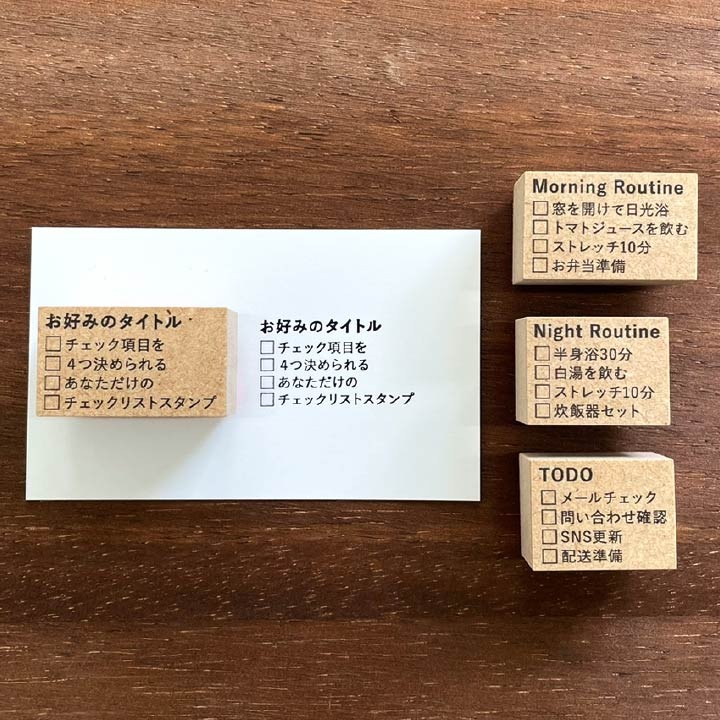 お好みのタイトル
□チェック項目を
□4つ決められる
□あなただけの
□チェックリストスタンプ
お好みのタイトル
□チェック項目を
□4つ決められる
□あなただけの
□チェックリストスタンプ
Morning Routine
□窓を開けて日光浴
□トマトジュースを飲む
□ストレッチ10分
□お弁当準備
Night Routine
□半身浴30分
□白湯を飲む
□ストレッチ10分
□炊飯器セット
TODO
□メールチェック
□問い合わせ確認
□SNS更新
□配送準備